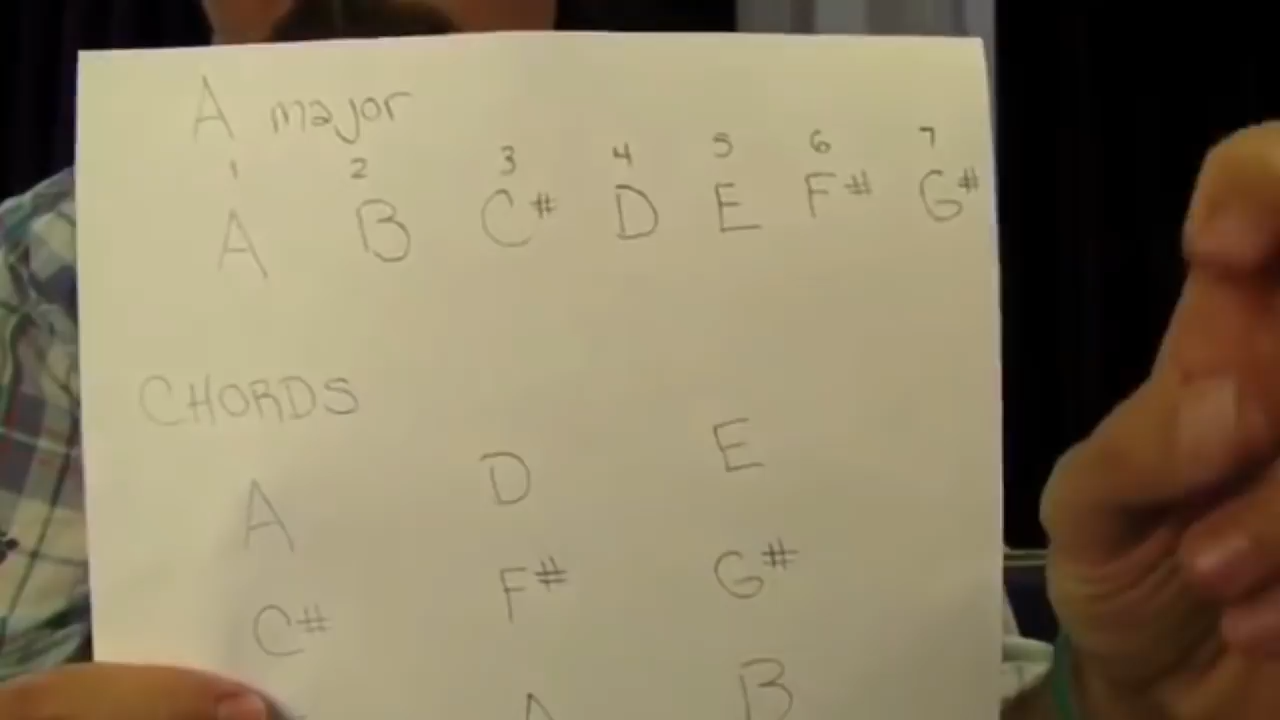 A major
1 2 3 4 5 6 7
A B C# D E F# G#
CHORDS
A D E
C# F# G#
A B